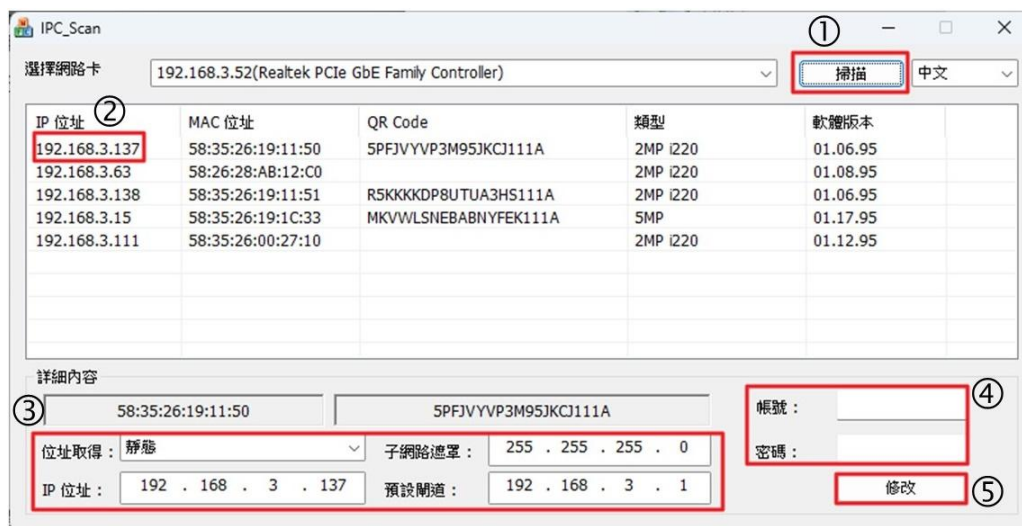 IPC_Scan ①
選擇網路卡 192.168.3.52(Realtek PCIe GbE Family Controller) 掃描 中文
IP 位址 ② MAC 位址 QR Code 類型 軟體版本
192.168.3.137 58:35:26:19:11:50 5PFJVYVP3M95JKCJ111A 2MP i220 01.06.95
192.168.3.63 58:26:28:AB:12:C0 2MP i220 01.08.95
192.168.3.138 58:35:26:19:11:51 R5KKKKDP8UTUA3HS111A 2MP i220 01.06.95
192.168.3.15 58:35:26:19:1C:33 MKVWLSNEBABNYFEK111A 5MP 01.17.95
192.168.3.111 58:35:26:00:27:10 2MP i220 01.12.95
詳細內容
③ 58:35:26:19:11:50 5PFJVYVP3M95JKCJ111A 帳號： ④
位址取得： 靜態 子網路遮罩： 255 . 255 . 255 . 0 密碼：
IP 位址： 192 . 168 . 3 . 137 預設閘道： 192 . 168 . 3 . 1 修改 ⑤